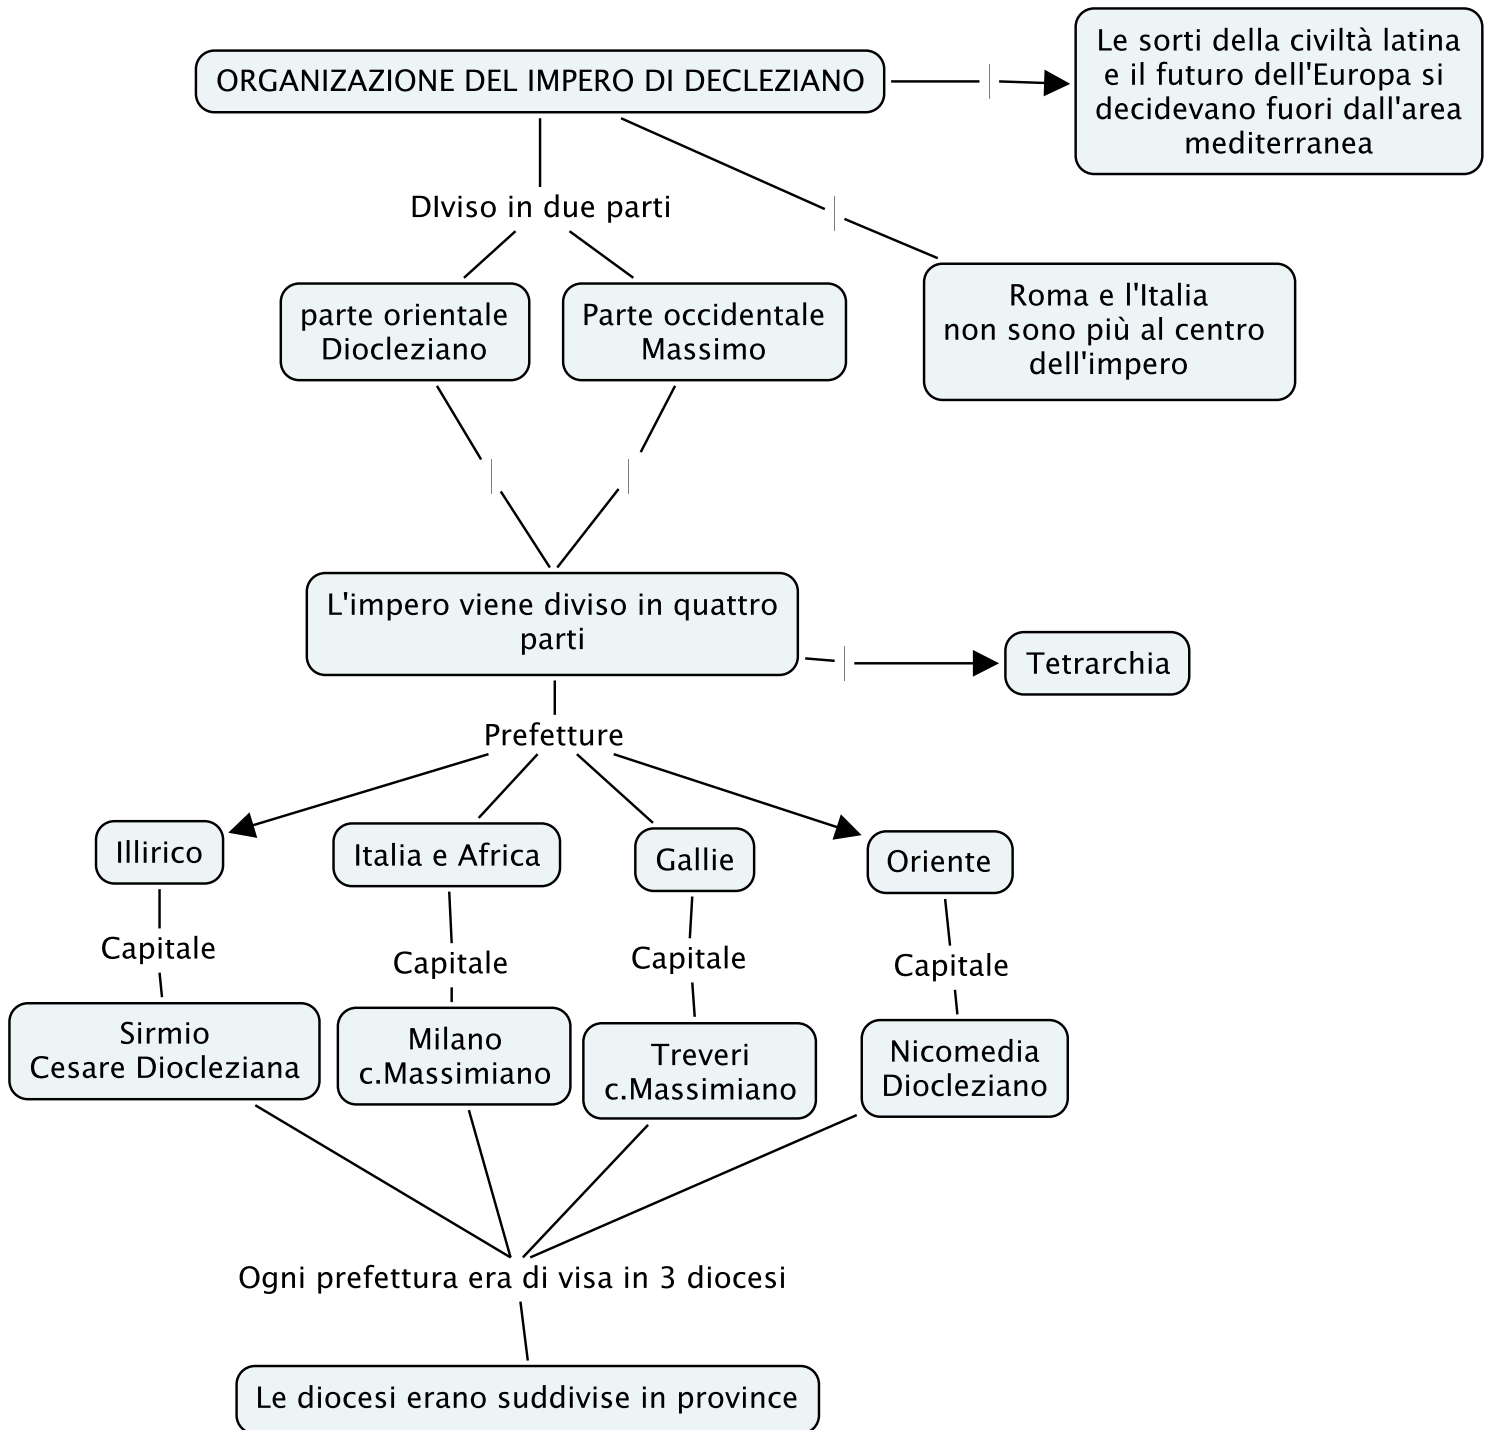 ORGANIZAZIONE DEL IMPERO DI DECLEZIANO
Le sorti della civiltà latina
e il futuro dell'Europa si
decidevano fuori dall'area
mediterranea
DIviso in due parti
parte orientale
Diocleziano
Parte occidentale
Massimo
Roma e l'Italia
non sono più al centro
dell'impero
L'impero viene diviso in quattro
parti
Tetrarchia
Prefetture
Illirico
Italia e Africa
Gallie
Oriente
Capitale
Capitale
Capitale
Capitale
Sirmio
Cesare Diocleziana
Milano
c.Massimiano
Treveri
c.Massimiano
Nicomedia
Diocleziano
Ogni prefettura era di visa in 3 diocesi
Le diocesi erano suddivise in province